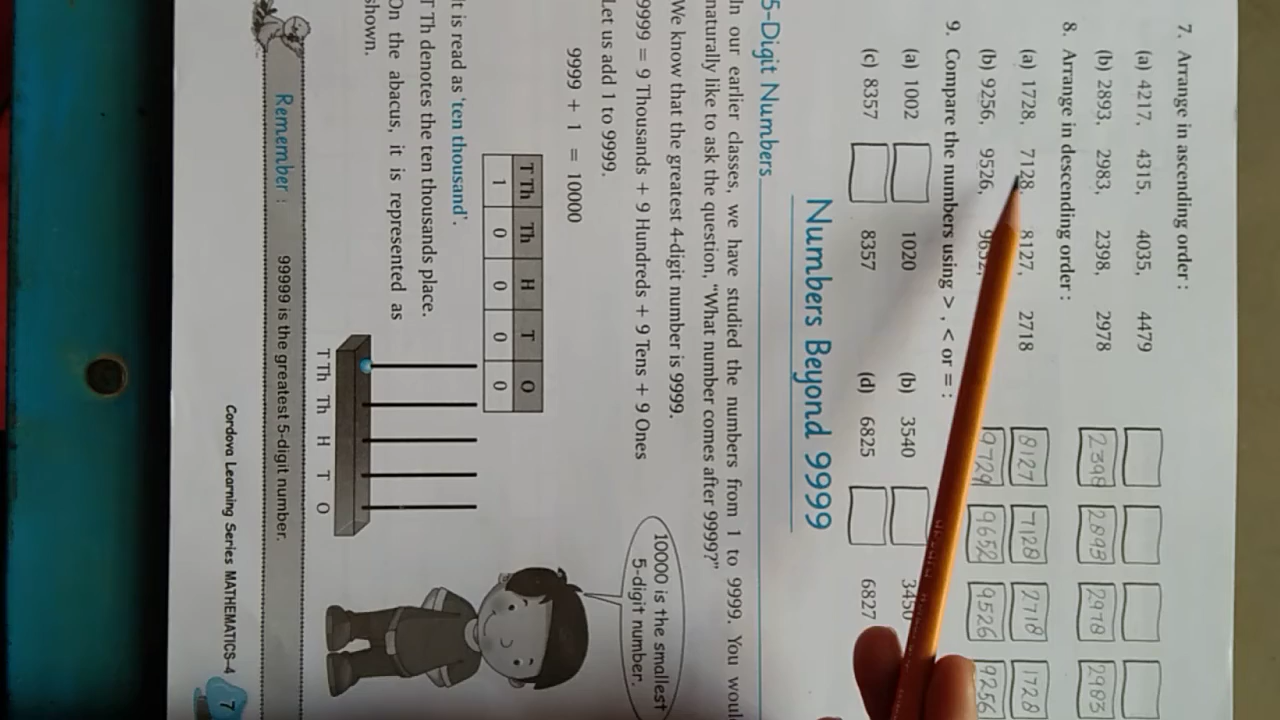 7. Arrange in ascending order :
(a) 4217, 4315, 4035, 4479
(b) 2893, 2983, 2398, 2978 2398 2893 2978 2983
8. Arrange in descending order :
(a) 1728, 7128, 8127, 2718 8127 7128 2718 1728
(b) 9256, 9526, 9729 9652 9526 9256
9. Compare the numbers using > , < or = :
(a) 1002 1020 (b) 3540 3450
(c) 8357 8357 (d) 6825 6827
Numbers Beyond 9999
5-Digit Numbers
In our earlier classes, we have studied the numbers from 1 to 9999. You
naturally like to ask the question, "What number comes after 9999?"
We know that the greatest 4-digit number is 9999.
9999 = 9 Thousands + 9 Hundreds + 9 Tens + 9 Ones
Let us add 1 to 9999.
9999 + 1 = 10000
10000 is the smallest
5-digit number.
T Th Th H T O
1 0 0 0 0
It is read as 'ten thousand'.
T Th denotes the ten thousands place.
On the abacus, it is represented as
shown.
T Th Th H T O
Remember : 99999 is the greatest 5-digit number.
Cordova Learning Series MATHEMATICS-4
7